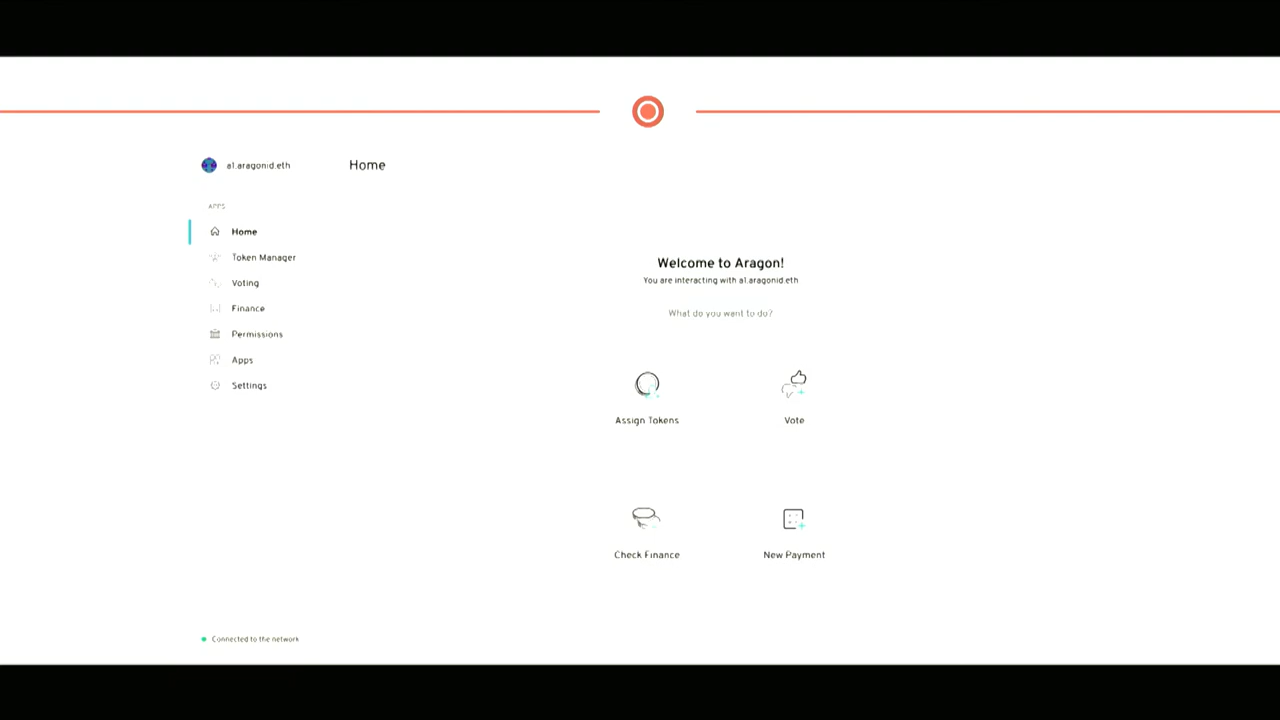 a1.aragonid.eth
Home
APPS
Home
Token Manager
Voting
Finance
Permissions
Apps
Settings
Welcome to Aragon!
You are interacting with a1.aragonid.eth
What do you want to do?
Assign Tokens
Vote
Check Finance
New Payment
Connected to the network